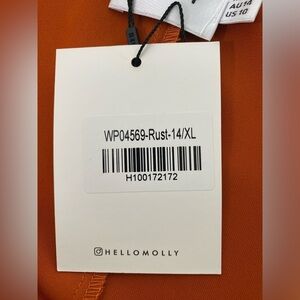 AU14
US 10
WP04569-Rust-14/XL
H100172172
HELLOMOLLY